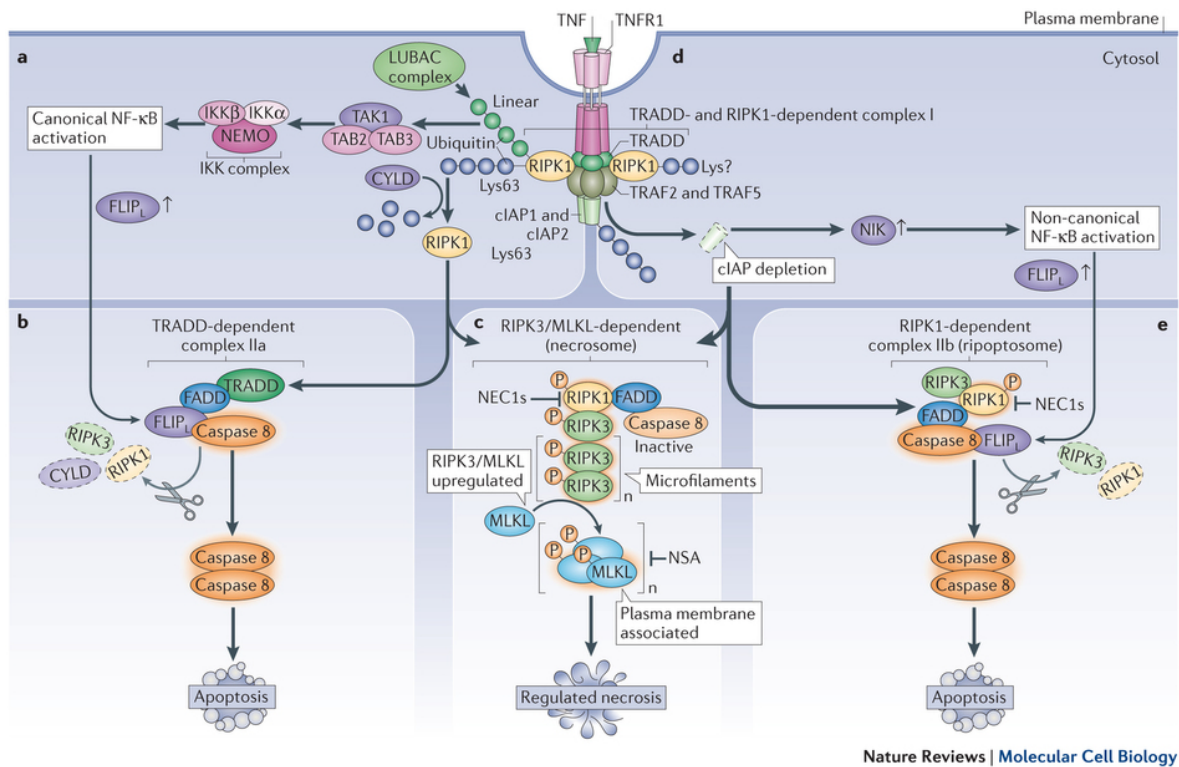 TNF
TNFR1
Plasma membrane
a
d
Cytosol
LUBAC
complex
Linear
Canonical NF-κB
activation
IKKβ
IKKα
NEMO
IKK complex
TAK1
TAB2
TAB3
Ubiquitin
TRADD- and RIPK1-dependent complex I
TRADD
RIPK1
RIPK1
Lys?
Lys63
CYLD
TRAF2 and TRAF5
FLIPL ↑
RIPK1
cIAP1 and
cIAP2
Lys63
cIAP depletion
NIK ↑
Non-canonical
NF-κB activation
FLIPL ↑
b
TRADD-dependent
complex IIa
FADD
TRADD
FLIPL
Caspase 8
RIPK3
CYLD
RIPK1
Caspase 8
Caspase 8
Apoptosis
c
RIPK3/MLKL-dependent
(necrosome)
P
NEC1s
RIPK1
FADD
P
RIPK3
Caspase 8
Inactive
P
RIPK3
P
RIPK3
n
RIPK3/MLKL
upregulated
Microfilaments
MLKL
P
P
P
MLKL
n
NSA
Plasma membrane
associated
Regulated necrosis
e
RIPK1-dependent
complex IIb (ripoptosome)
RIPK3
P
RIPK1
NEC1s
FADD
Caspase 8
FLIPL
RIPK3
RIPK1
Caspase 8
Caspase 8
Apoptosis
Nature Reviews | Molecular Cell Biology